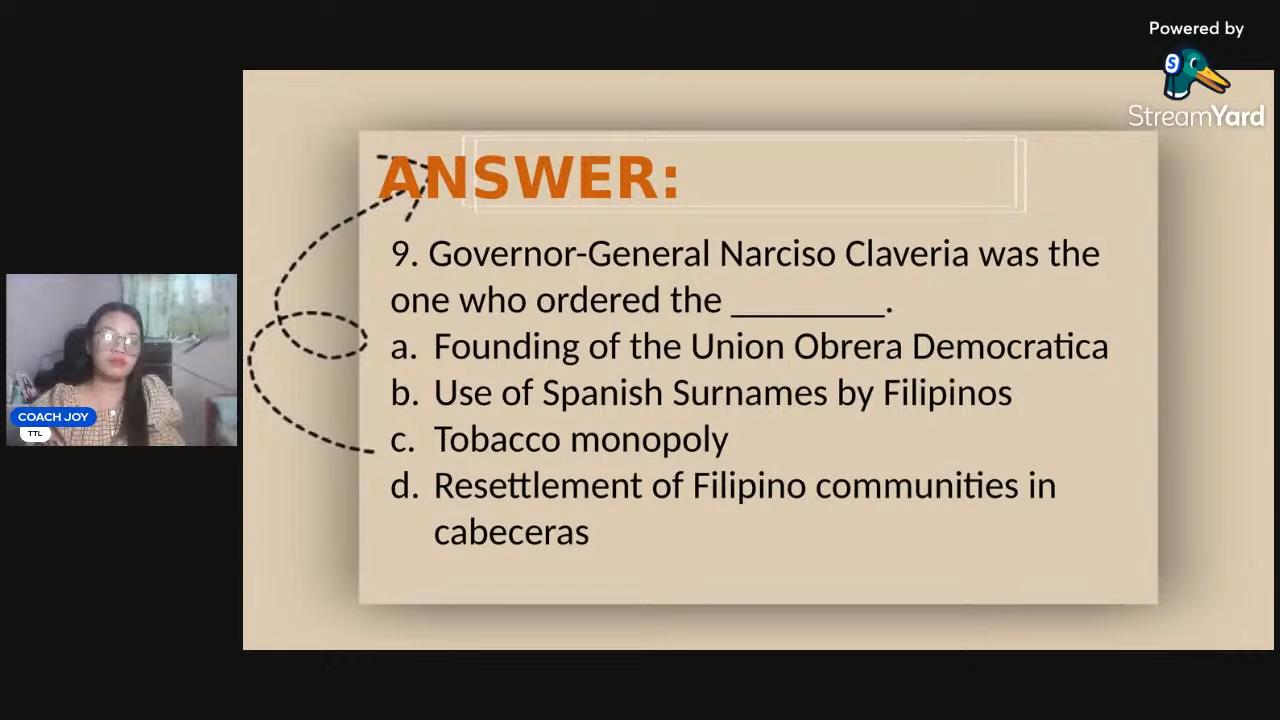 Powered by
S
StreamYard
ANSWER:
9. Governor-General Narciso Claveria was the
one who ordered the ________.
a. Founding of the Union Obrera Democratica
b. Use of Spanish Surnames by Filipinos
c. Tobacco monopoly
d. Resettlement of Filipino communities in
cabeceras
COACH JOY
TTL